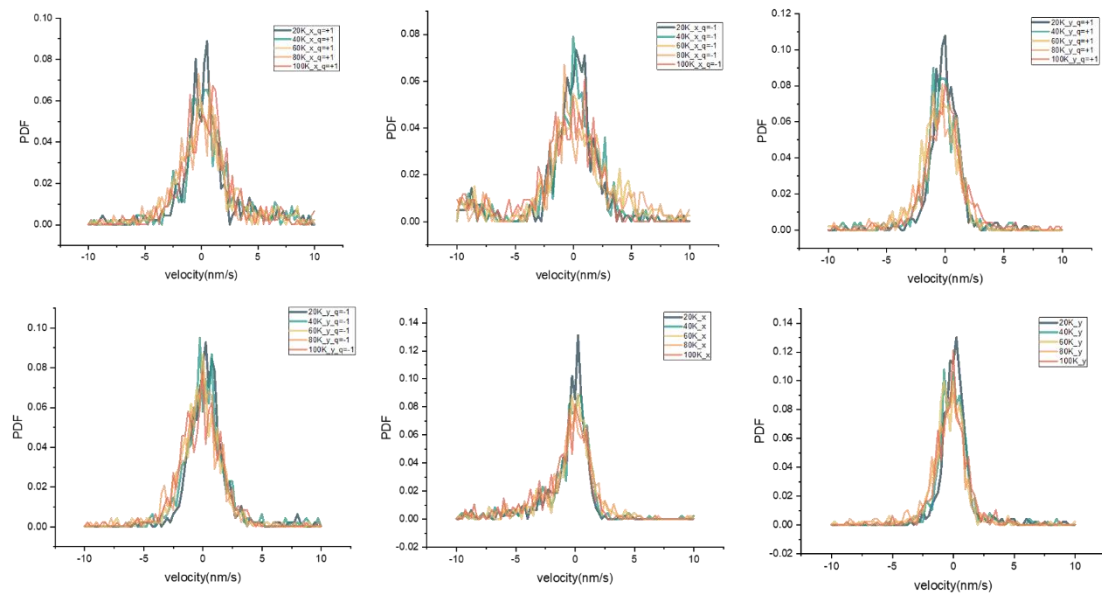 0.10
0.08
0.06
0.04
0.02
0.00
PDF
20K_x_q=+1
40K_x_q=+1
60K_x_q=+1
80K_x_q=+1
100K_x_q=+1
-10 -5 0 5 10
velocity(nm/s)
0.08
0.06
0.04
0.02
0.00
PDF
20K_x_q=-1
40K_x_q=-1
60K_x_q=-1
80K_x_q=-1
100K_x_q=-1
-10 -5 0 5 10
velocity(nm/s)
0.12
0.10
0.08
0.06
0.04
0.02
0.00
PDF
20K_y_q=+1
40K_y_q=+1
60K_y_q=+1
80K_y_q=+1
100K_y_q=+1
-10 -5 0 5 10
velocity(nm/s)
0.10
0.08
0.06
0.04
0.02
0.00
PDF
20K_y_q=-1
40K_y_q=-1
60K_y_q=-1
80K_y_q=-1
100K_y_q=-1
-10 -5 0 5 10
velocity(nm/s)
0.14
0.12
0.10
0.08
0.06
0.04
0.02
0.00
-0.02
PDF
20K_x
40K_x
60K_x
80K_x
100K_x
-10 -5 0 5 10
velocity(nm/s)
0.14
0.12
0.10
0.08
0.06
0.04
0.02
0.00
-0.02
PDF
20K_y
40K_y
60K_y
80K_y
100K_y
-10 -5 0 5 10
velocity(nm/s)